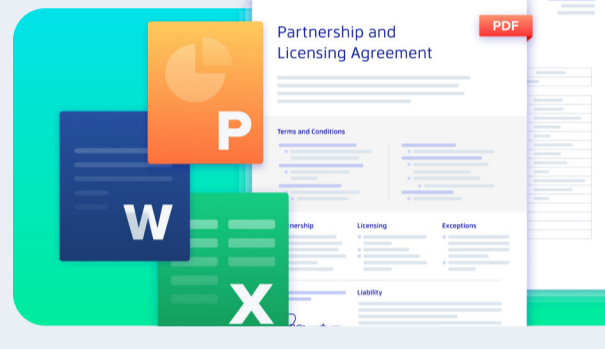 Partnership and
Licensing Agreement
PDF
P
Terms and Conditions
W
nership
Licensing
Exceptions
X
Liability